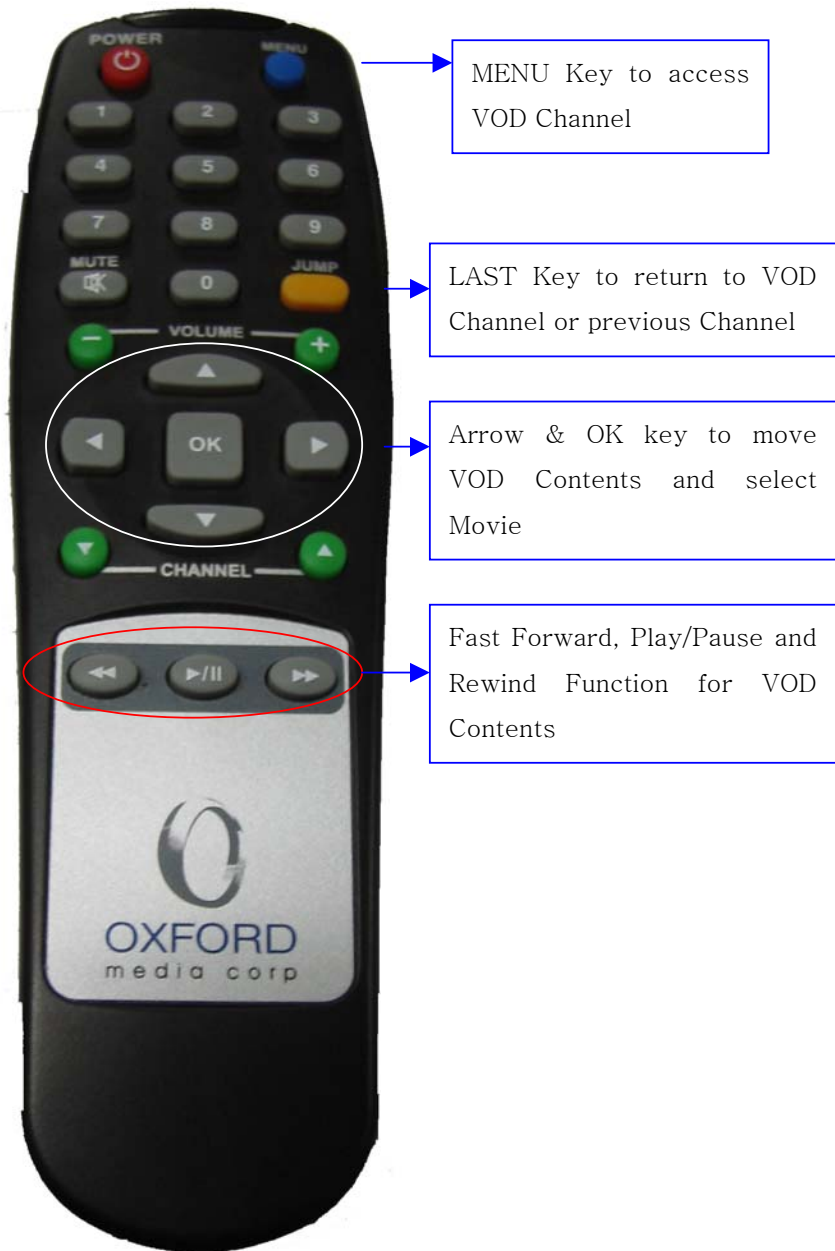 POWER
MENU
1 2 3
4 5 6
7 8 9
MUTE
0
JUMP
- VOLUME +
OK
CHANNEL
OXFORD
media corp
MENU Key to access
VOD Channel
LAST Key to return to VOD
Channel or previous Channel
Arrow & OK key to move
VOD Contents and select
Movie
Fast Forward, Play/Pause and
Rewind Function for VOD
Contents